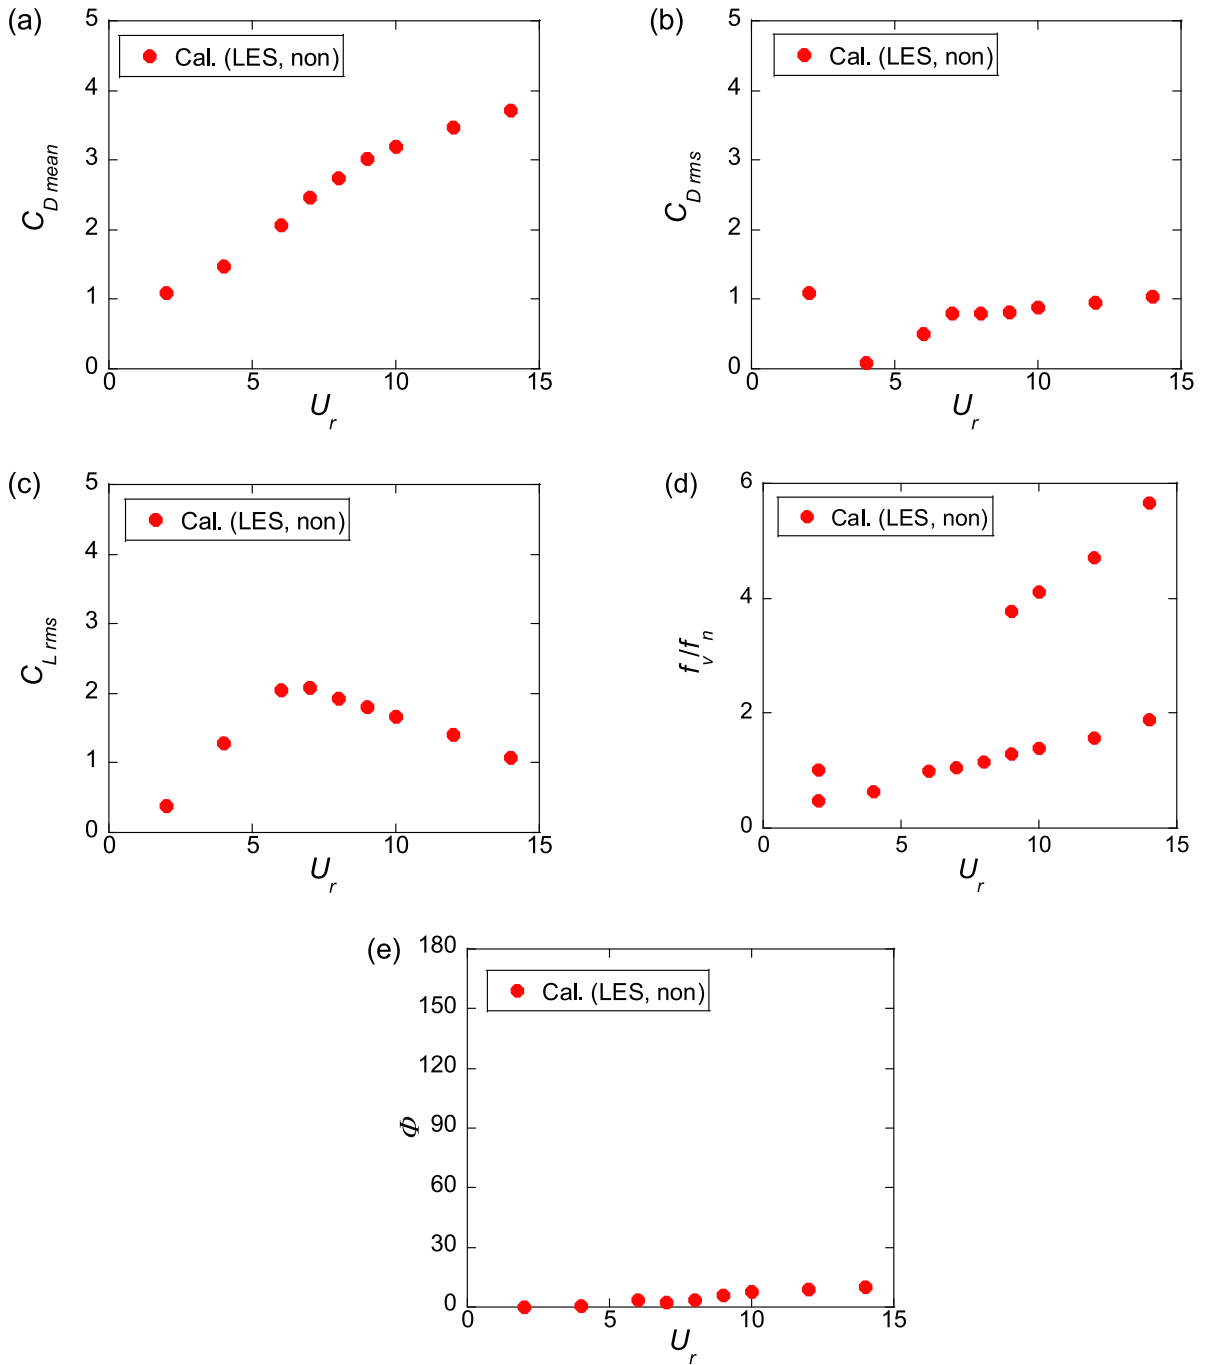 (a)
5
4
3
2
1
0
C_D mean
Cal. (LES, non)
0 5 10 15
U_r
(b)
5
4
3
2
1
0
C_D rms
Cal. (LES, non)
0 5 10 15
U_r
(c)
5
4
3
2
1
0
C_L rms
Cal. (LES, non)
0 5 10 15
U_r
(d)
6
4
2
0
f_v/f_n
Cal. (LES, non)
0 5 10 15
U_r
(e)
180
150
120
90
60
30
0
Φ
Cal. (LES, non)
0 5 10 15
U_r